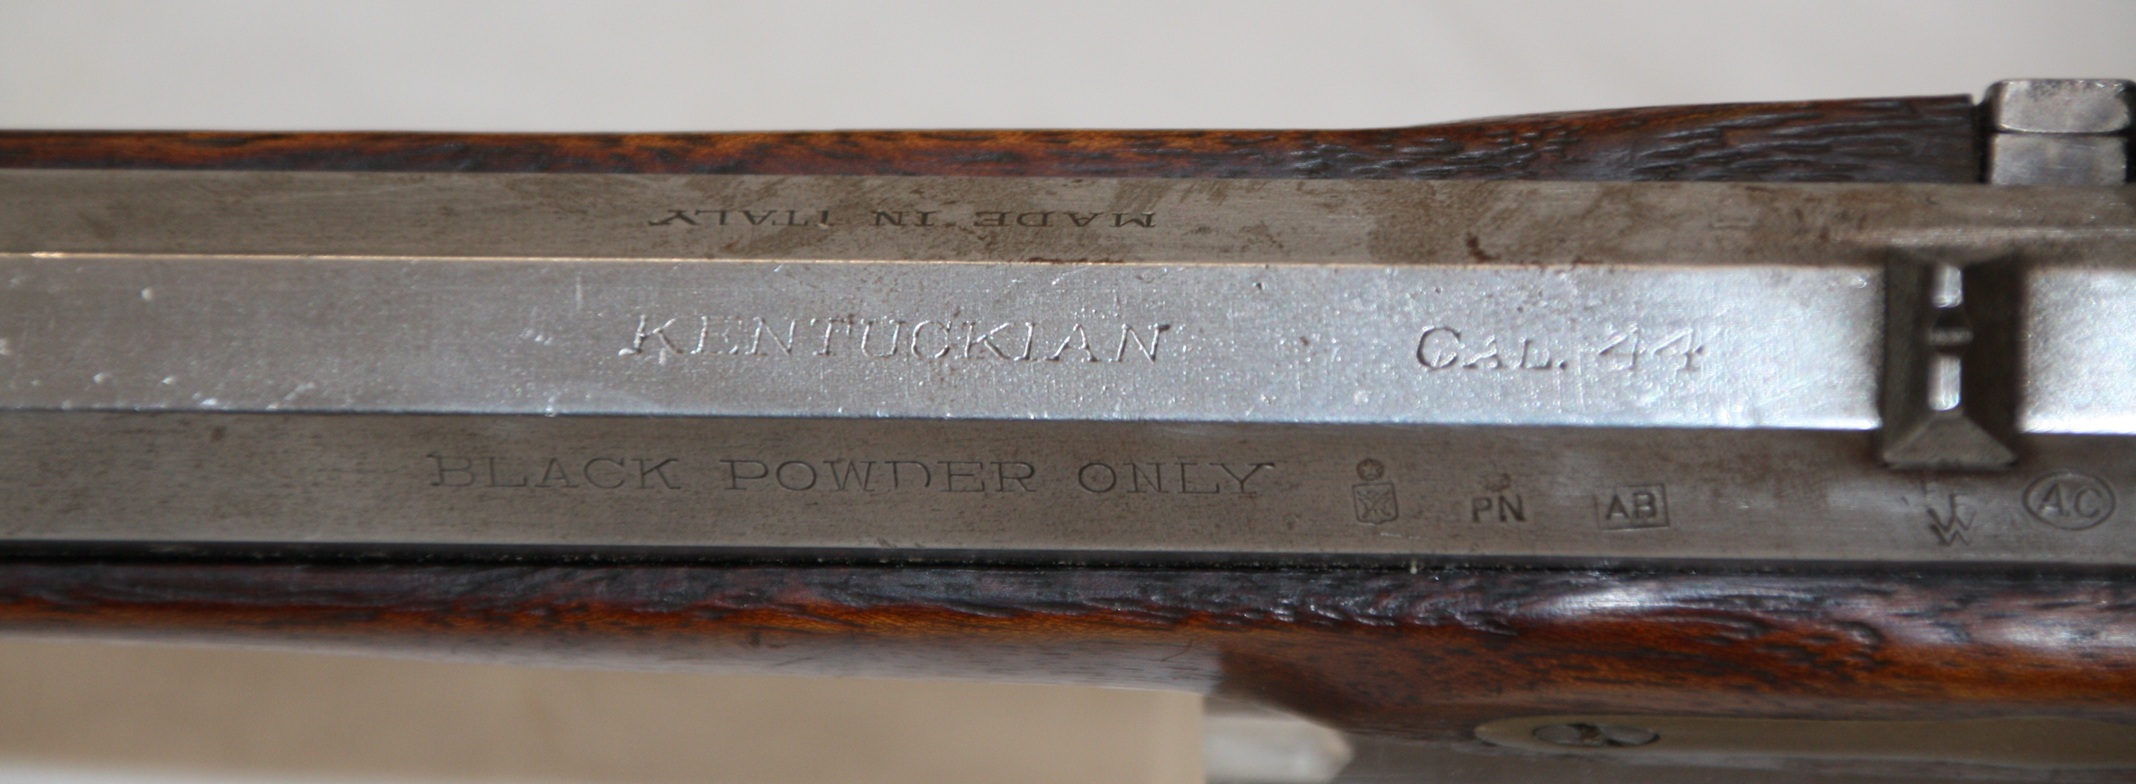 MADE IN ITALY
KENTUCKIAN CAL. 44
BLACK POWDER ONLY PN AB AC